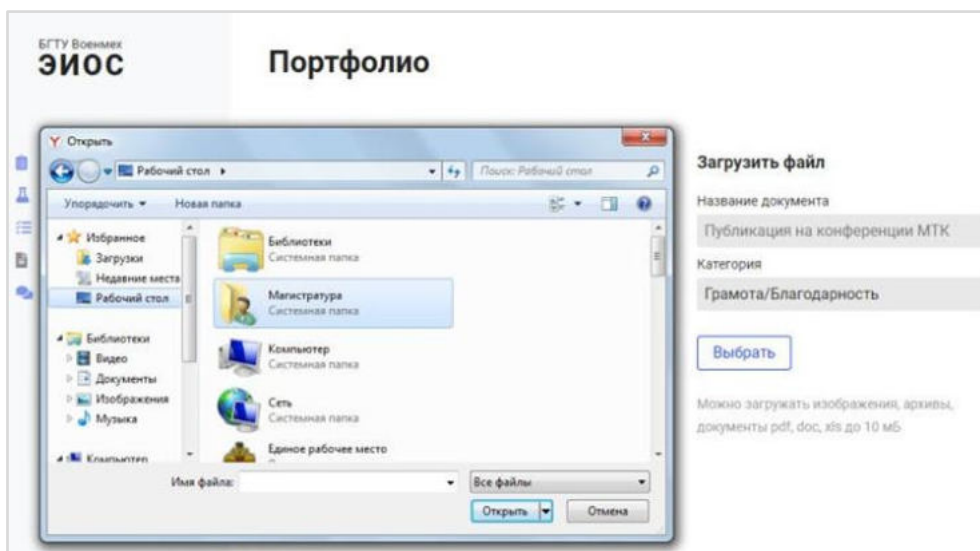 БГТУ Военмех
ЭИОС
Портфолио
Открыть
Рабочий стол
Поиск: Рабочий стол
Упорядочить
Новая папка
Избранное
Загрузки
Недавние места
Рабочий стол
Библиотеки
Видео
Документы
Изображения
Музыка
Компьютер
Библиотеки
Системная папка
Магистратура
Системная папка
Компьютер
Системная папка
Сеть
Системная папка
Единое рабочее место
Имя файла:
Все файлы
Открыть
Отмена
Загрузить файл
Название документа
Публикация на конференции МТК
Категория
Грамота/Благодарность
Выбрать
Можно загружать изображения, архивы,
документы pdf, doc, xls до 10 мБ